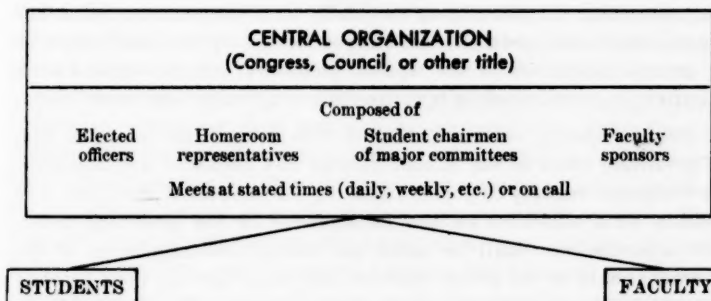 CENTRAL ORGANIZATION
(Congress, Council, or other title)
Composed of
Elected Homeroom Student chairmen Faculty
officers representatives of major committees sponsors
Meets at stated times (daily, weekly, etc.) or on call
STUDENTS FACULTY